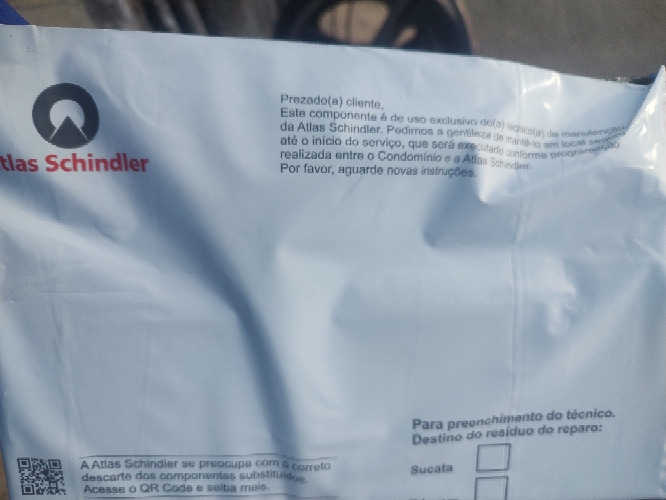 tlas Schindler
Prezado(a) cliente,
Este componente é de uso exclusivo do(a) técnico(a) de manutenção
da Atlas Schindler. Pedimos a gentileza de mantê-lo em local seguro
até o início do serviço, que será executado conforme programação
realizada entre o Condomínio e a Atlas Schindler.
Por favor, aguarde novas instruções.
Para preenchimento do técnico.
Destino do resíduo do reparo:
Sucata
A Atlas Schindler se preocupa com o correto
descarte dos componentes substituídos.
Acesse o QR Code e saiba mais.